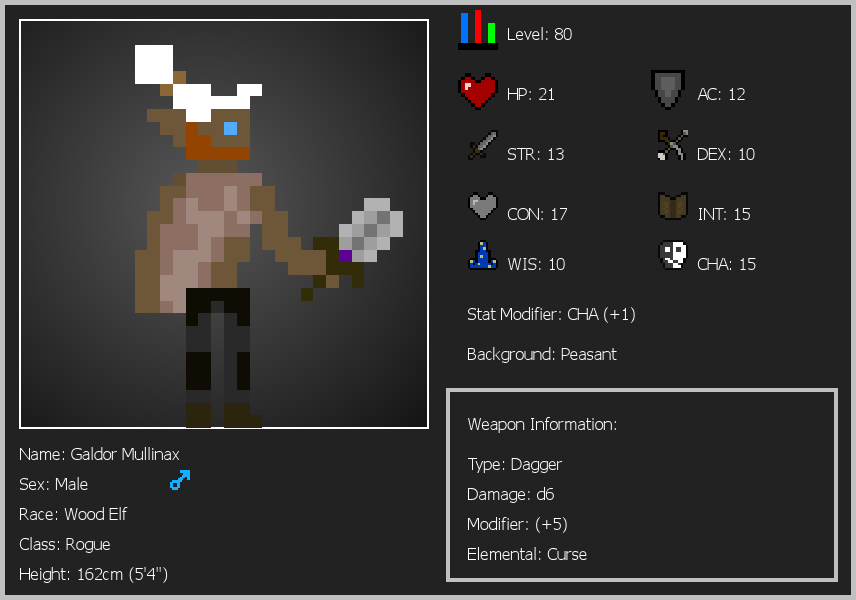 Level: 80
HP: 21
AC: 12
STR: 13
DEX: 10
CON: 17
INT: 15
WIS: 10
CHA: 15
Stat Modifier: CHA (+1)
Background: Peasant
Weapon Information:
Type: Dagger
Damage: d6
Modifier: (+5)
Elemental: Curse
Name: Galdor Mullinax
Sex: Male
Race: Wood Elf
Class: Rogue
Height: 162cm (5'4")